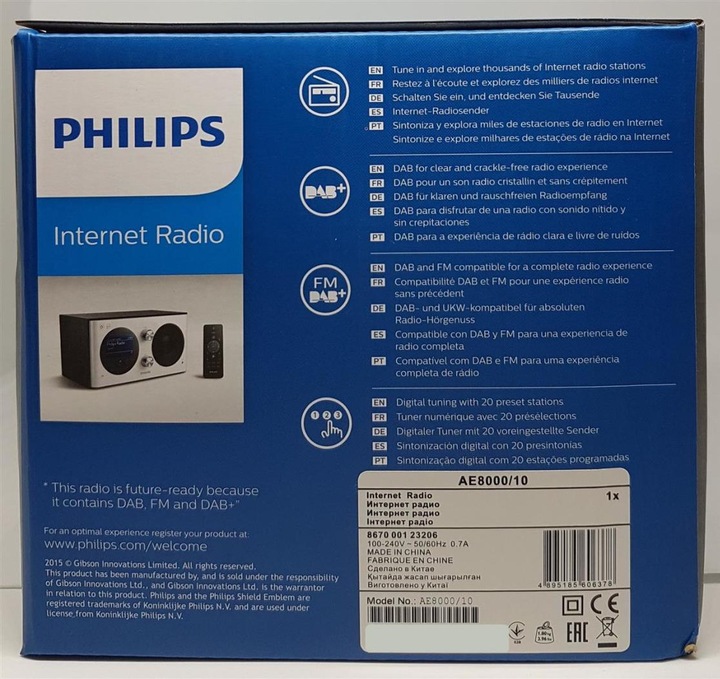 PHILIPS
Internet Radio
PHILIPS
EN Tune in and explore thousands of Internet radio stations
FR Restez à l'écoute et explorez des milliers de radios internet
DE Schalten Sie ein, und entdecken Sie Tausende
ES Internet-Radiosender
PT Sintoniza y explora miles de estaciones de radio en Internet
Sintonize e explore milhares de estações de rádio na Internet
DAB+
EN DAB for clear and crackle-free radio experience
FR DAB pour un son radio cristallin et sans crépitement
DE DAB für klaren und rauschfreien Radioempfang
ES DAB para disfrutar de una radio con sonido nítido y
sin crepitaciones
PT DAB para a experiência de rádio clara e livre de ruídos
FM
DAB+
EN DAB and FM compatible for a complete radio experience
FR Compatibilité DAB et FM pour une expérience radio
sans précédent
DE DAB- und UKW-kompatibel für absoluten
Radio-Hörgenuss
ES Compatible con DAB y FM para una experiencia de
radio completa
PT Compatível com DAB e FM para uma experiência
completa de rádio
1 2 3
EN Digital tuning with 20 preset stations
FR Tuner numérique avec 20 présélections
DE Digitaler Tuner mit 20 voreingestellte Sender
ES Sintonización digital con 20 presintonías
PT Sintonização digital com 20 estações programadas
* This radio is future-ready because
it contains DAB, FM and DAB+"
For an optimal experience register your product at:
www.philips.com/welcome
2015 © Gibson Innovations Limited. All rights reserved.
This product has been manufactured by, and is sold under the responsibility
of Gibson Innovations Ltd., and Gibson Innovations Ltd. is the warrantor
in relation to this product. Philips and the Philips Shield Emblem are
registered trademarks of Koninklijke Philips N.V. and are used under
license from Koninklijke Philips N.V.
AE8000/10
Internet Radio 1x
Интернет радио
Интернет радио
Інтернет радіо
8670 001 23206
100-240V ~ 50/60Hz 0.7A
MADE IN CHINA
FABRIQUE EN CHINE
Сделано в Китае
Қытайда жасап шығарылған
Виготовлено у Китаї
4 895185 606378
Model No.: AE8000/10
CE
EAC